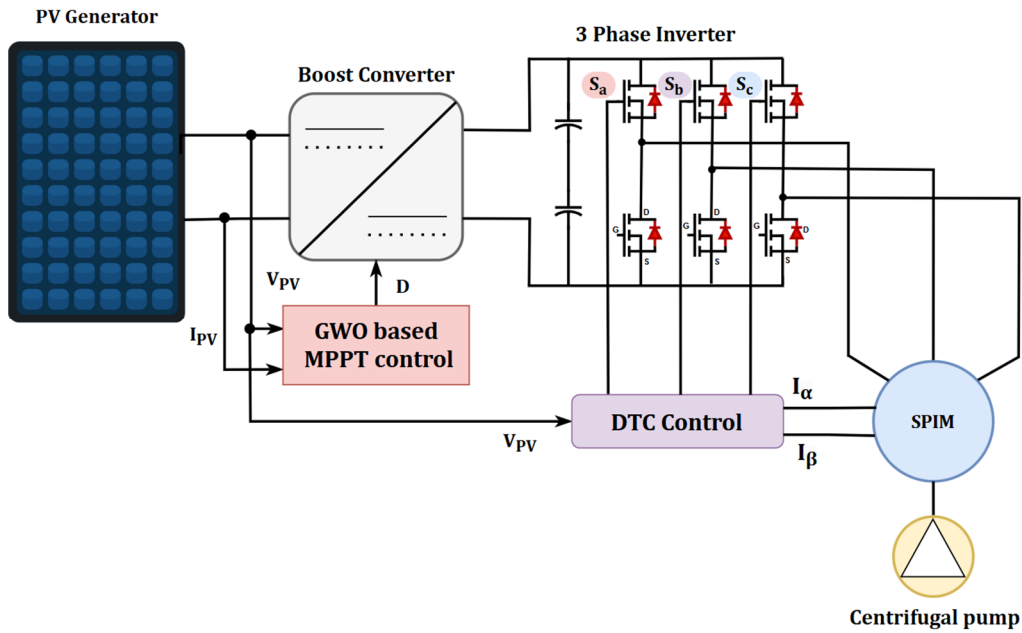 PV Generator
3 Phase Inverter
Boost Converter
Sa
Sb
Sc
D
D
G
G
G
D
S
S
S
VPV
D
IPV
GWO based
MPPT control
Iα
DTC Control
SPIM
VPV
Iβ
Centrifugal pump